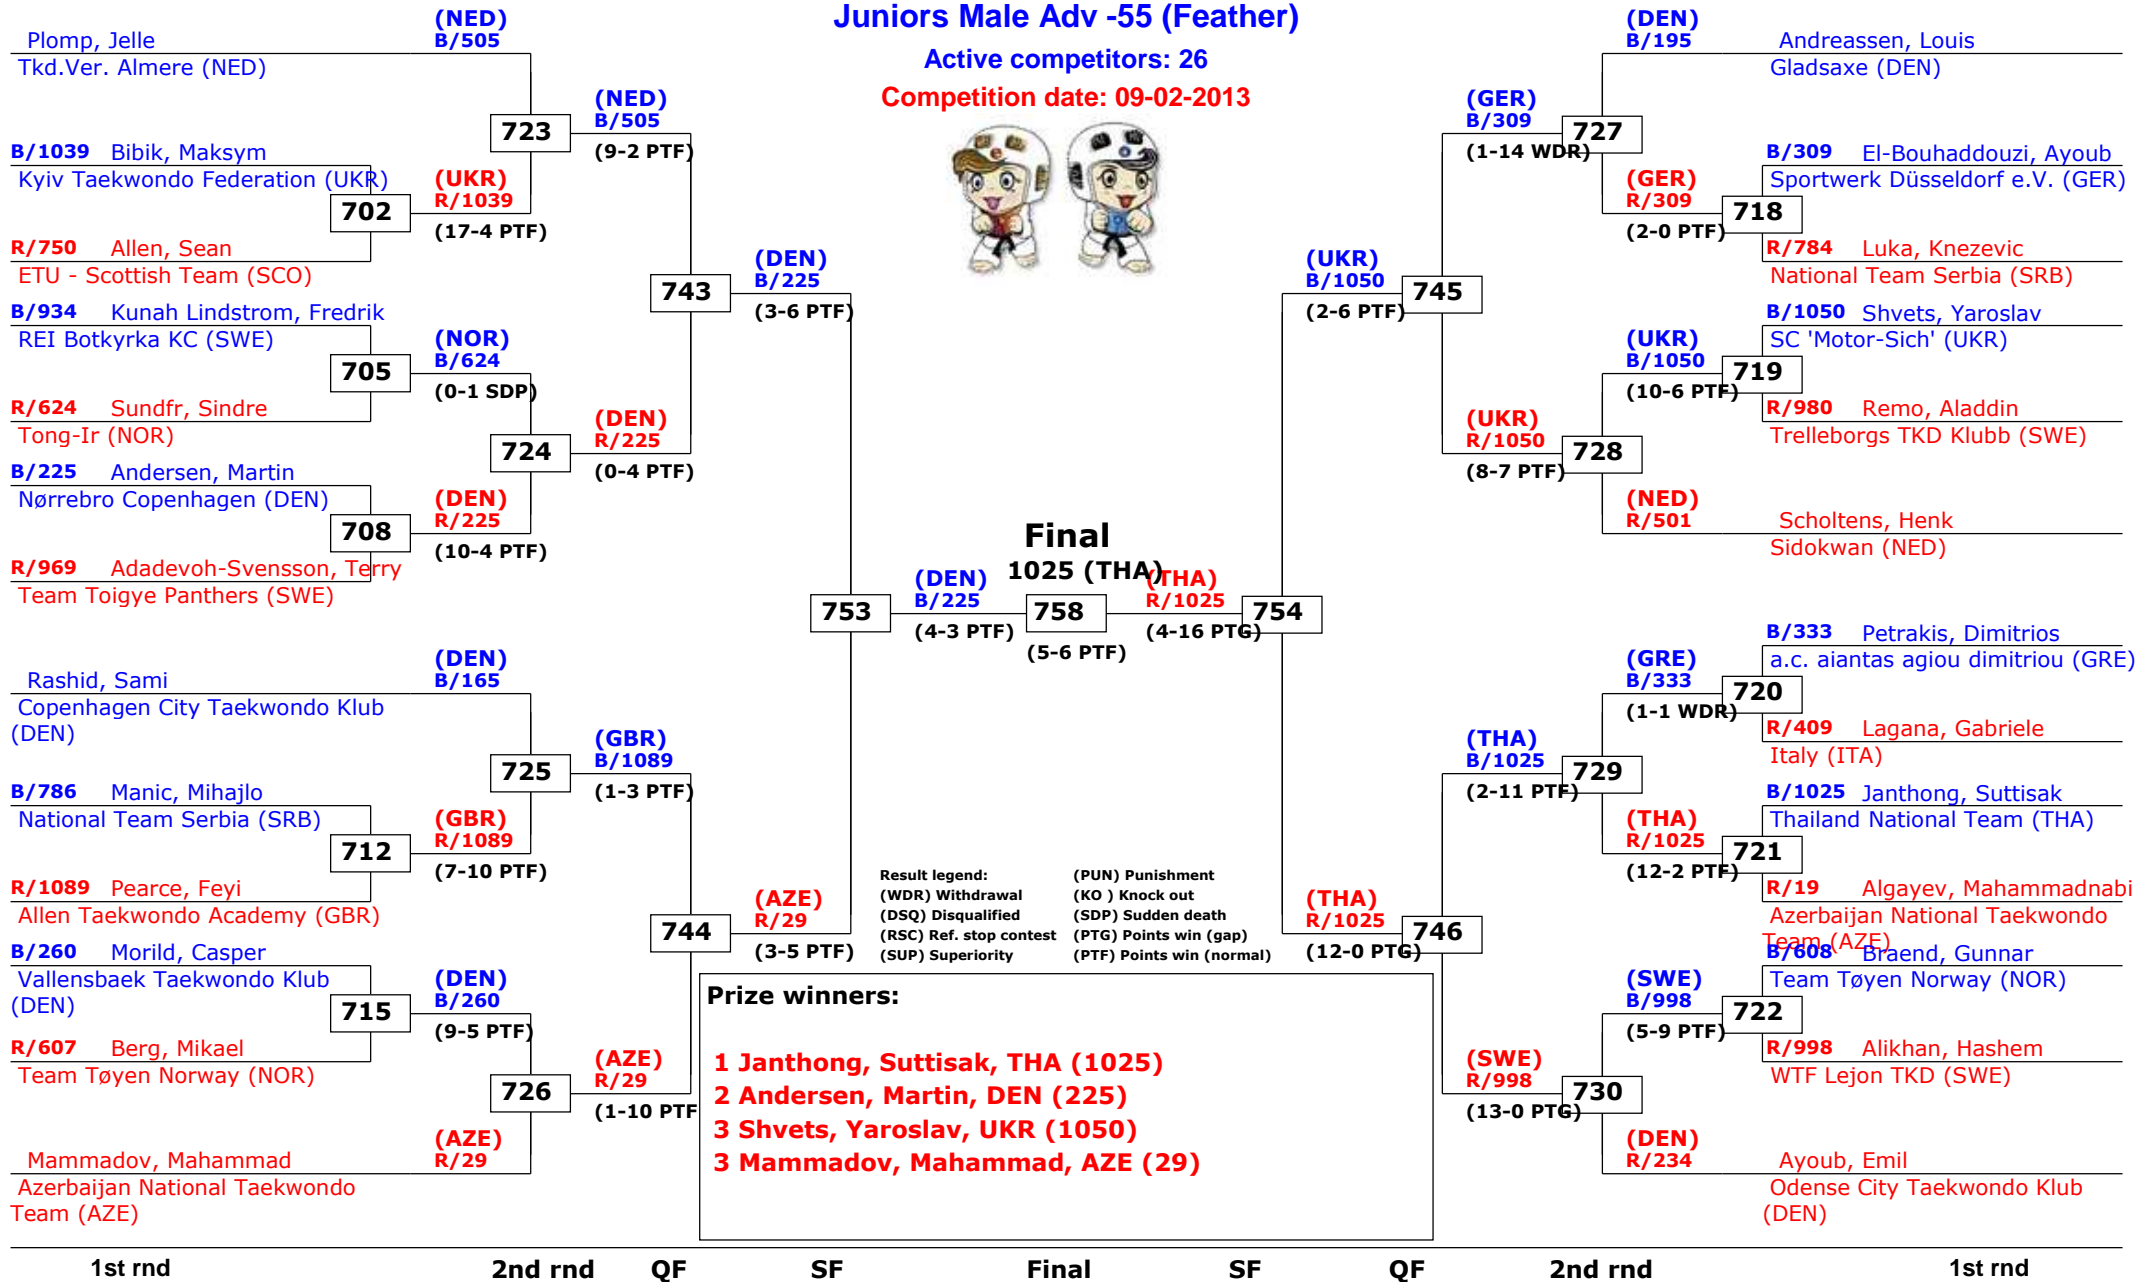 Juniors Male Adv -55 (Feather)
Active competitors: 26
Competition date: 09-02-2013
(NED)
B/505
Plomp, Jelle
Tkd.Ver. Almere (NED)
B/1039 Bibik, Maksym
Kyiv Taekwondo Federation (UKR)
702
(UKR)
R/1039
(17-4 PTF)
R/750 Allen, Sean
ETU - Scottish Team (SCO)
723
(NED)
B/505
(9-2 PTF)
B/934 Kunah Lindstrom, Fredrik
REI Botkyrka KC (SWE)
705
(NOR)
B/624
(0-1 SDP)
R/624 Sundfr, Sindre
Tong-Ir (NOR)
724
(DEN)
R/225
(0-4 PTF)
B/225 Andersen, Martin
Nørrebro Copenhagen (DEN)
708
(DEN)
R/225
(10-4 PTF)
R/969 Adadevoh-Svensson, Terry
Team Toigye Panthers (SWE)
743
(DEN)
B/225
(3-6 PTF)
(DEN)
B/165
Rashid, Sami
Copenhagen City Taekwondo Klub
(DEN)
725
(GBR)
B/1089
(1-3 PTF)
B/786 Manic, Mihajlo
National Team Serbia (SRB)
712
(GBR)
R/1089
(7-10 PTF)
R/1089 Pearce, Feyi
Allen Taekwondo Academy (GBR)
744
(AZE)
R/29
(3-5 PTF)
B/260 Morild, Casper
Vallensbaek Taekwondo Klub
(DEN)
715
(DEN)
B/260
(9-5 PTF)
R/607 Berg, Mikael
Team Tøyen Norway (NOR)
726
(AZE)
R/29
(1-10 PTF
(AZE)
R/29
Mammadov, Mahammad
Azerbaijan National Taekwondo
Team (AZE)
753
(DEN)
B/225
(4-3 PTF)
Final
1025 (THA)
758
(5-6 PTF)
(THA)
R/1025
(4-16 PTG)
754
(UKR)
B/1050
(2-6 PTF)
745
(GER)
B/309
(1-14 WDR)
727
(DEN)
B/195
Andreassen, Louis
Gladsaxe (DEN)
B/309 El-Bouhaddouzi, Ayoub
Sportwerk Düsseldorf e.V. (GER)
(GER)
R/309
(2-0 PTF)
718
R/784 Luka, Knezevic
National Team Serbia (SRB)
B/1050 Shvets, Yaroslav
SC 'Motor-Sich' (UKR)
(UKR)
B/1050
(10-6 PTF)
719
R/980 Remo, Aladdin
Trelleborgs TKD Klubb (SWE)
(UKR)
R/1050
(8-7 PTF)
728
(NED)
R/501
Scholtens, Henk
Sidokwan (NED)
B/333 Petrakis, Dimitrios
a.c. aiantas agiou dimitriou (GRE)
(GRE)
B/333
(1-1 WDR)
720
R/409 Lagana, Gabriele
Italy (ITA)
(THA)
B/1025
(2-11 PTF)
729
B/1025 Janthong, Suttisak
Thailand National Team (THA)
(THA)
R/1025
(12-2 PTF)
721
R/19 Algayev, Mahammadnabi
Azerbaijan National Taekwondo
Team (AZE)
(THA)
R/1025
(12-0 PTG)
746
B/608 Braend, Gunnar
Team Tøyen Norway (NOR)
(SWE)
B/998
(5-9 PTF)
722
R/998 Alikhan, Hashem
WTF Lejon TKD (SWE)
(SWE)
R/998
(13-0 PTG)
730
(DEN)
R/234
Ayoub, Emil
Odense City Taekwondo Klub
(DEN)
Result legend:
(WDR) Withdrawal
(DSQ) Disqualified
(RSC) Ref. stop contest
(SUP) Superiority
(PUN) Punishment
(KO ) Knock out
(SDP) Sudden death
(PTG) Points win (gap)
(PTF) Points win (normal)
Prize winners:
1 Janthong, Suttisak, THA (1025)
2 Andersen, Martin, DEN (225)
3 Shvets, Yaroslav, UKR (1050)
3 Mammadov, Mahammad, AZE (29)
1st rnd 2nd rnd QF SF Final SF QF 2nd rnd 1st rnd